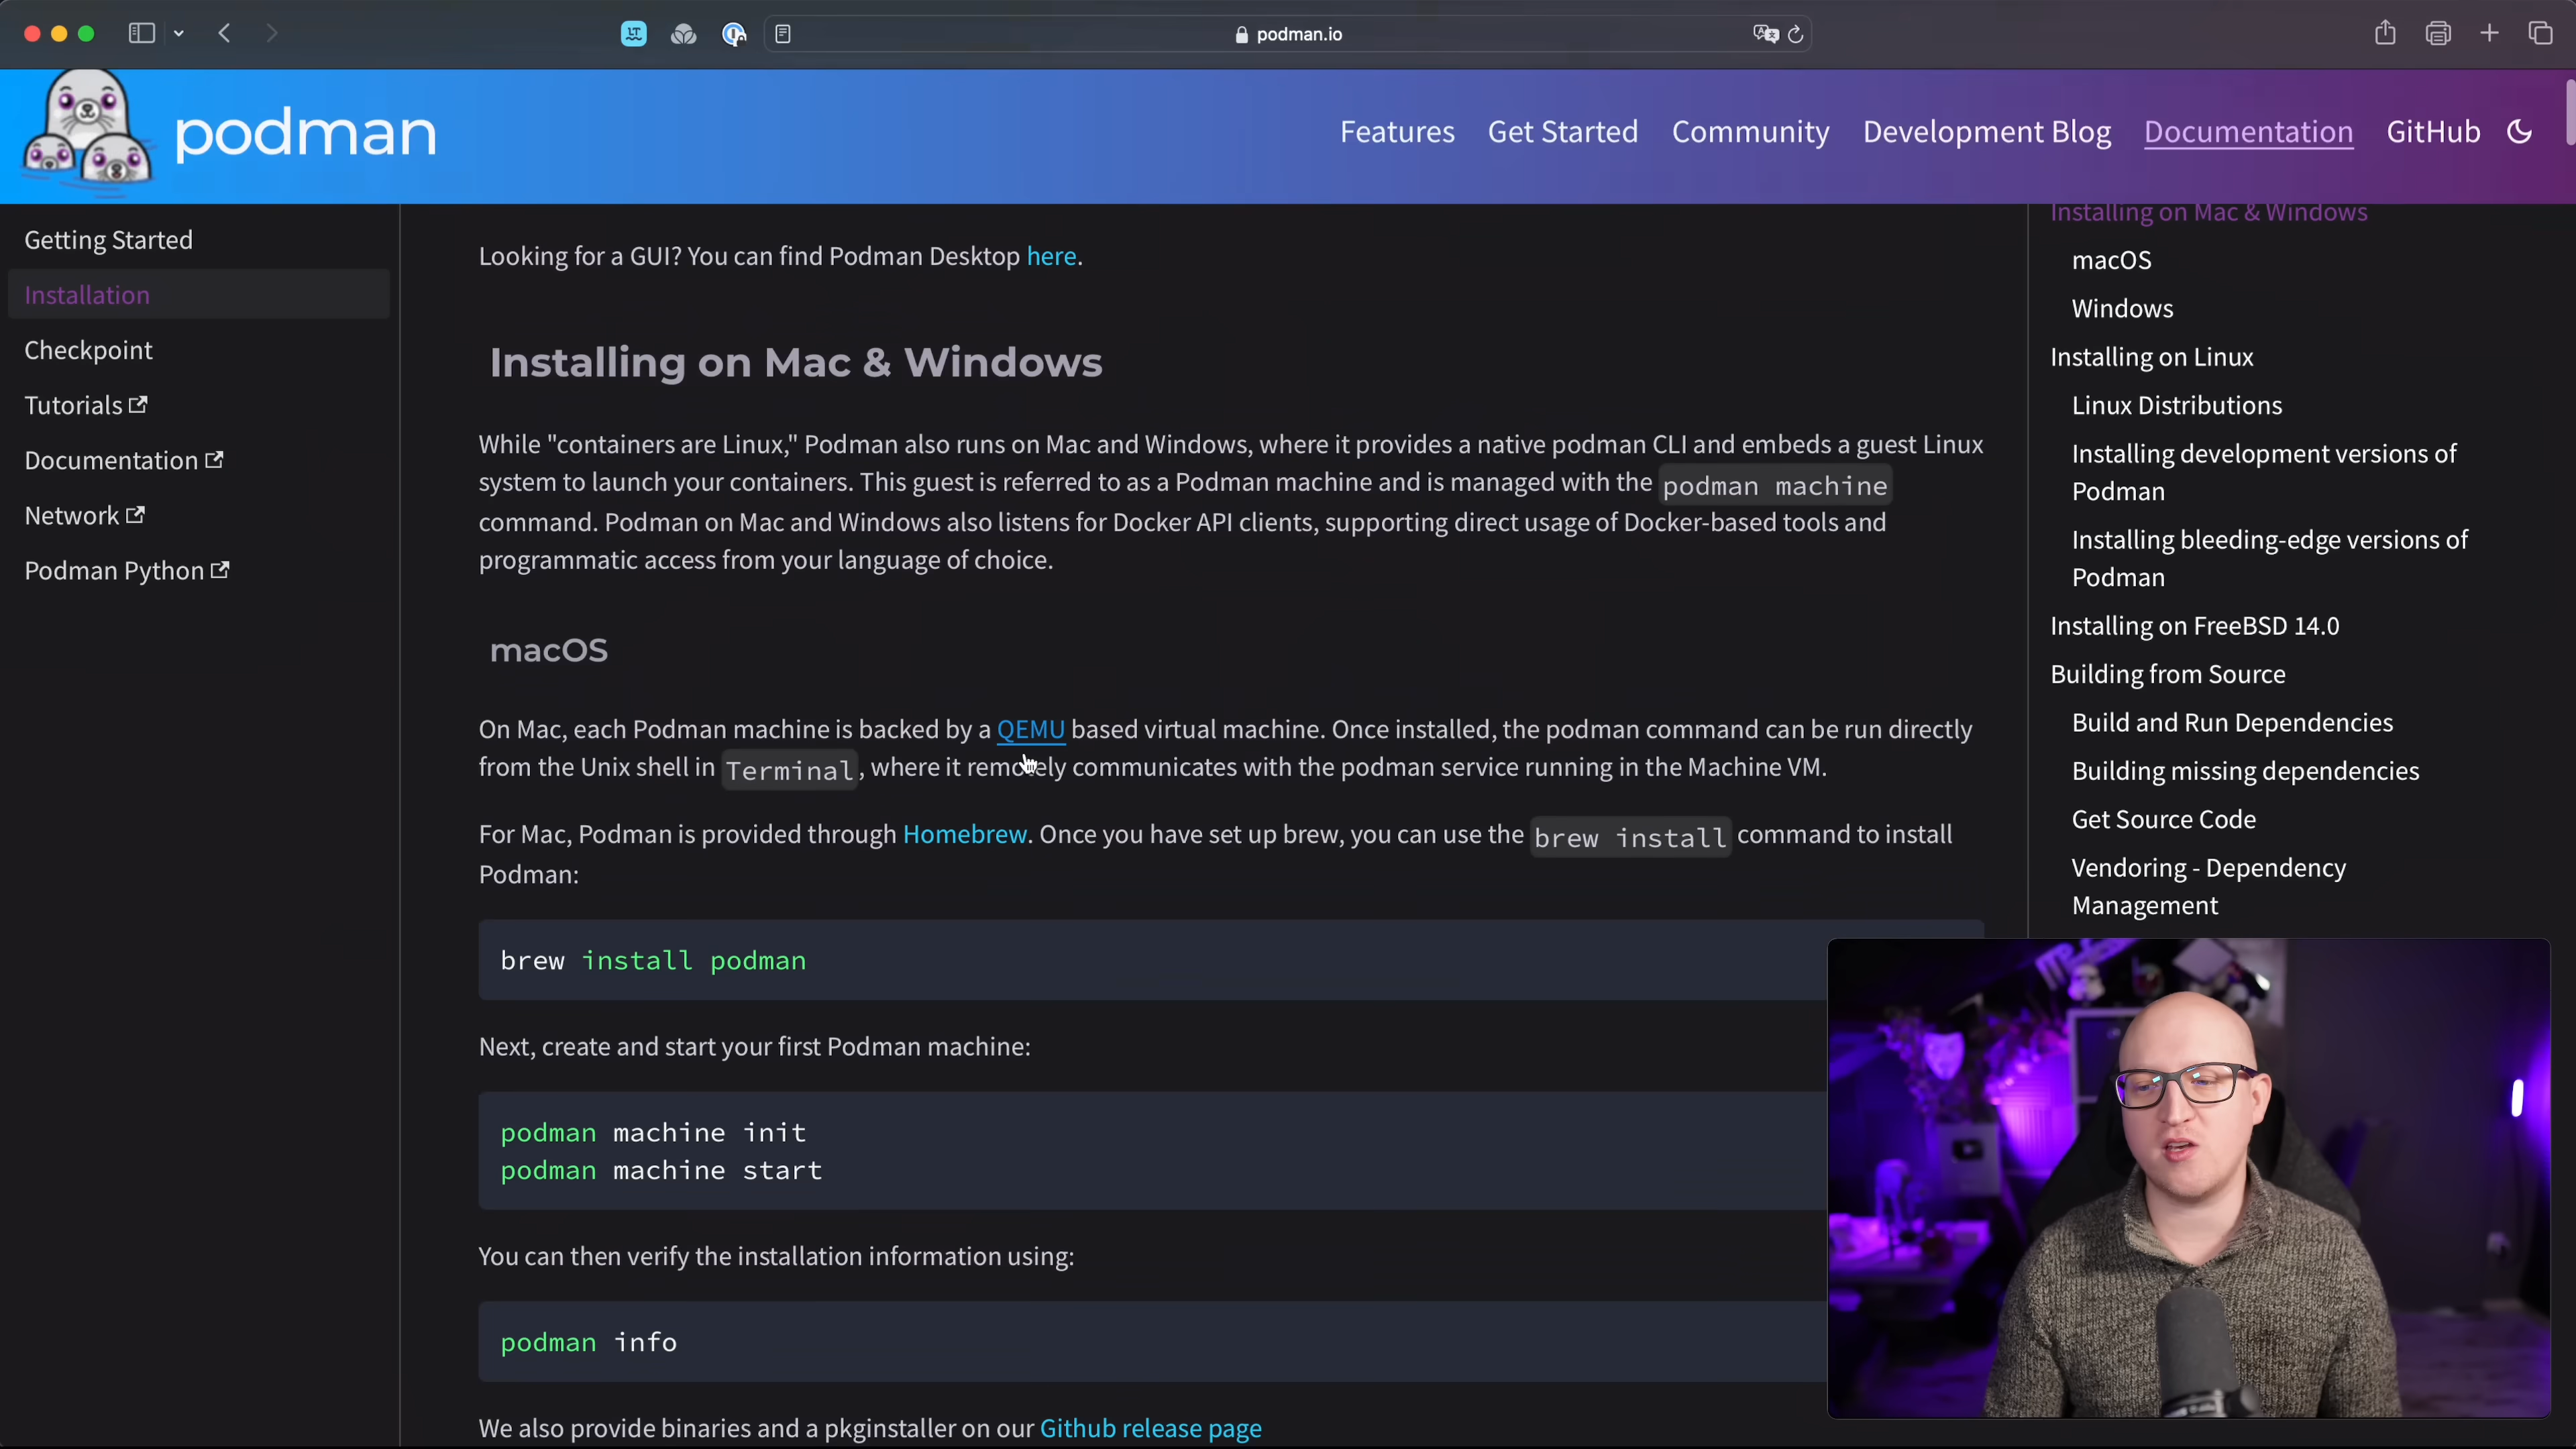 podman.io
podman
Features
Get Started
Community
Development Blog
Documentation
GitHub
Getting Started
Installation
Checkpoint
Tutorials
Documentation
Network
Podman Python
Looking for a GUI? You can find Podman Desktop here.
Installing on Mac & Windows
While "containers are Linux," Podman also runs on Mac and Windows, where it provides a native podman CLI and embeds a guest Linux
system to launch your containers. This guest is referred to as a Podman machine and is managed with the podman machine
command. Podman on Mac and Windows also listens for Docker API clients, supporting direct usage of Docker-based tools and
programmatic access from your language of choice.
macOS
On Mac, each Podman machine is backed by a QEMU based virtual machine. Once installed, the podman command can be run directly
from the Unix shell in Terminal, where it remotely communicates with the podman service running in the Machine VM.
For Mac, Podman is provided through Homebrew. Once you have set up brew, you can use the brew install command to install
Podman:
brew install podman
Next, create and start your first Podman machine:
podman machine init
podman machine start
You can then verify the installation information using:
podman info
We also provide binaries and a pkginstaller on our Github release page
Installing on Mac & Windows
macOS
Windows
Installing on Linux
Linux Distributions
Installing development versions of
Podman
Installing bleeding-edge versions of
Podman
Installing on FreeBSD 14.0
Building from Source
Build and Run Dependencies
Building missing dependencies
Get Source Code
Vendoring - Dependency
Management